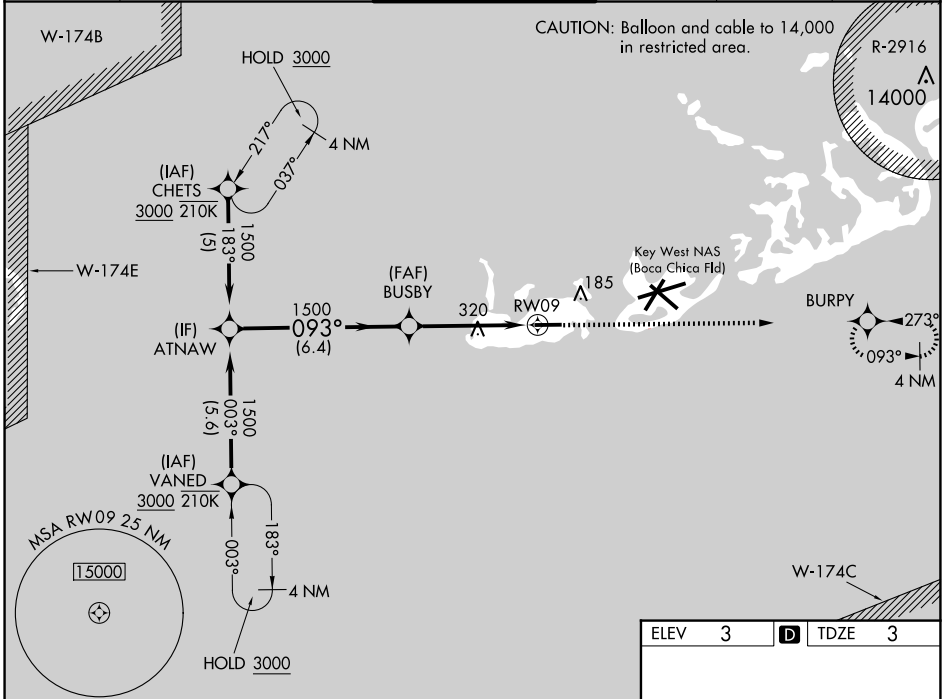 W-174B
CAUTION: Balloon and cable to 14,000
in restricted area.
R-2916
14000
HOLD 3000
217°
037°
4 NM
(IAF)
CHETS
3000 210K
1500
183°
(5)
W-174E
Key West NAS
(Boca Chica Fld)
(FAF)
BUSBY
185
320
RW09
BURPY
1500
093°
(6.4)
(IF)
ATNAW
273°
093°
4 NM
1500
003°
(5.6)
(IAF)
VANED
3000 210K
183°
003°
4 NM
HOLD 3000
MSA RW09 25 NM
15000
W-174C
ELEV 3 D TDZE 3